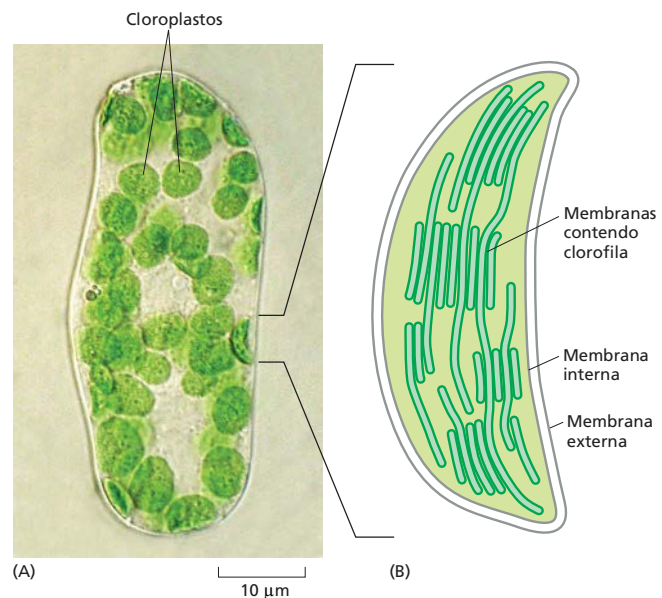 Cloroplastos
Membranas
contendo
clorofila
Membrana
interna
Membrana
externa
(A)
10 µm
(B)